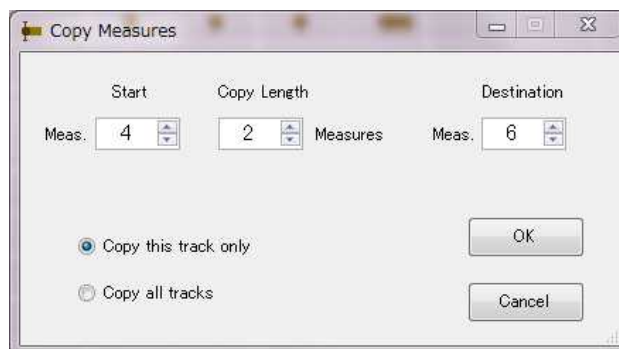 Copy Measures
Start Copy Length Destination
Meas. 4 2 Measures Meas. 6
Copy this track only OK
Copy all tracks Cancel